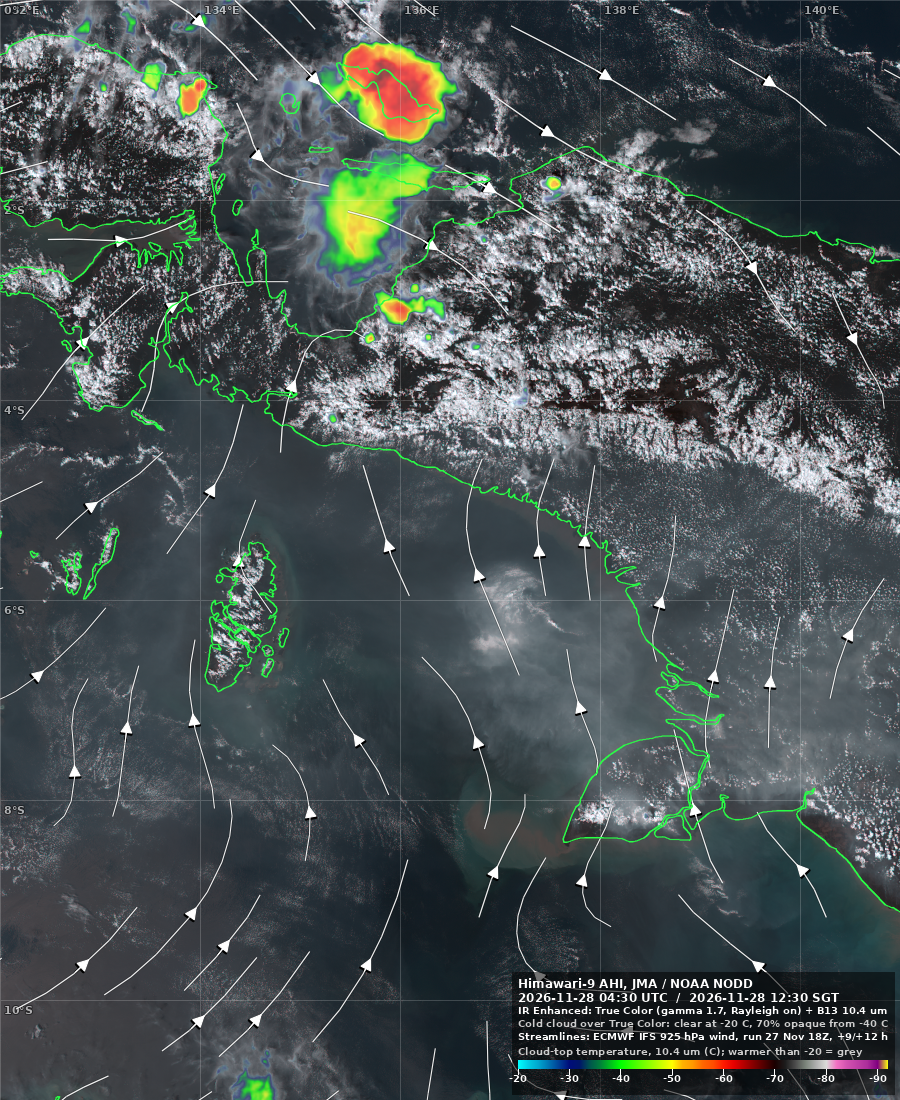 134°E
136°E
138°E
140°E
2°S
4°S
6°S
8°S
10°S
Himawari-9 AHI, JMA / NOAA NODD
2026-11-28 04:30 UTC / 2026-11-28 12:30 SGT
IR Enhanced: True Color (gamma 1.7, Rayleigh on) + B13 10.4 um
Cold cloud over True Color: clear at -20 C, 70% opaque from -40 C
Streamlines: ECMWF IFS 925 hPa wind, run 27 Nov 18Z, +9/+12 h
Cloud-top temperature, 10.4 um (C); warmer than -20 = grey
-20 -30 -40 -50 -60 -70 -80 -90